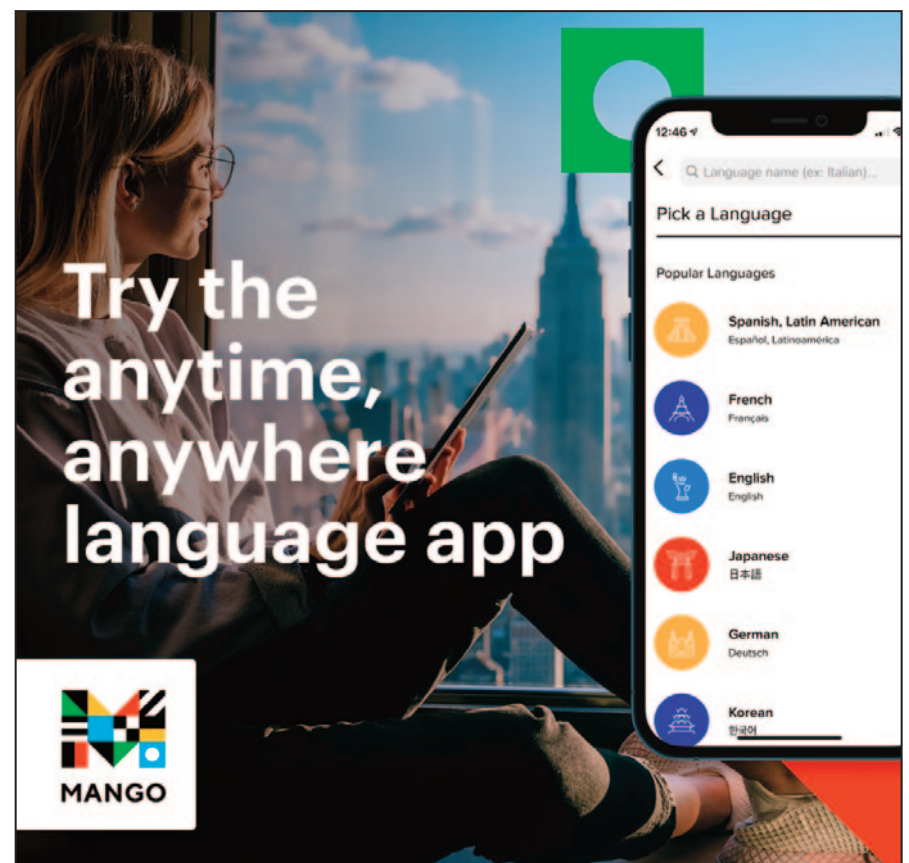 Try the
anytime,
anywhere
language app
MANGO
12:46
Language name (ex: Italian)...
Pick a Language
Popular Languages
Spanish, Latin American
Español, Latinoamérica
French
Français
English
English
Japanese
日本語
German
Deutsch
Korean
한국어